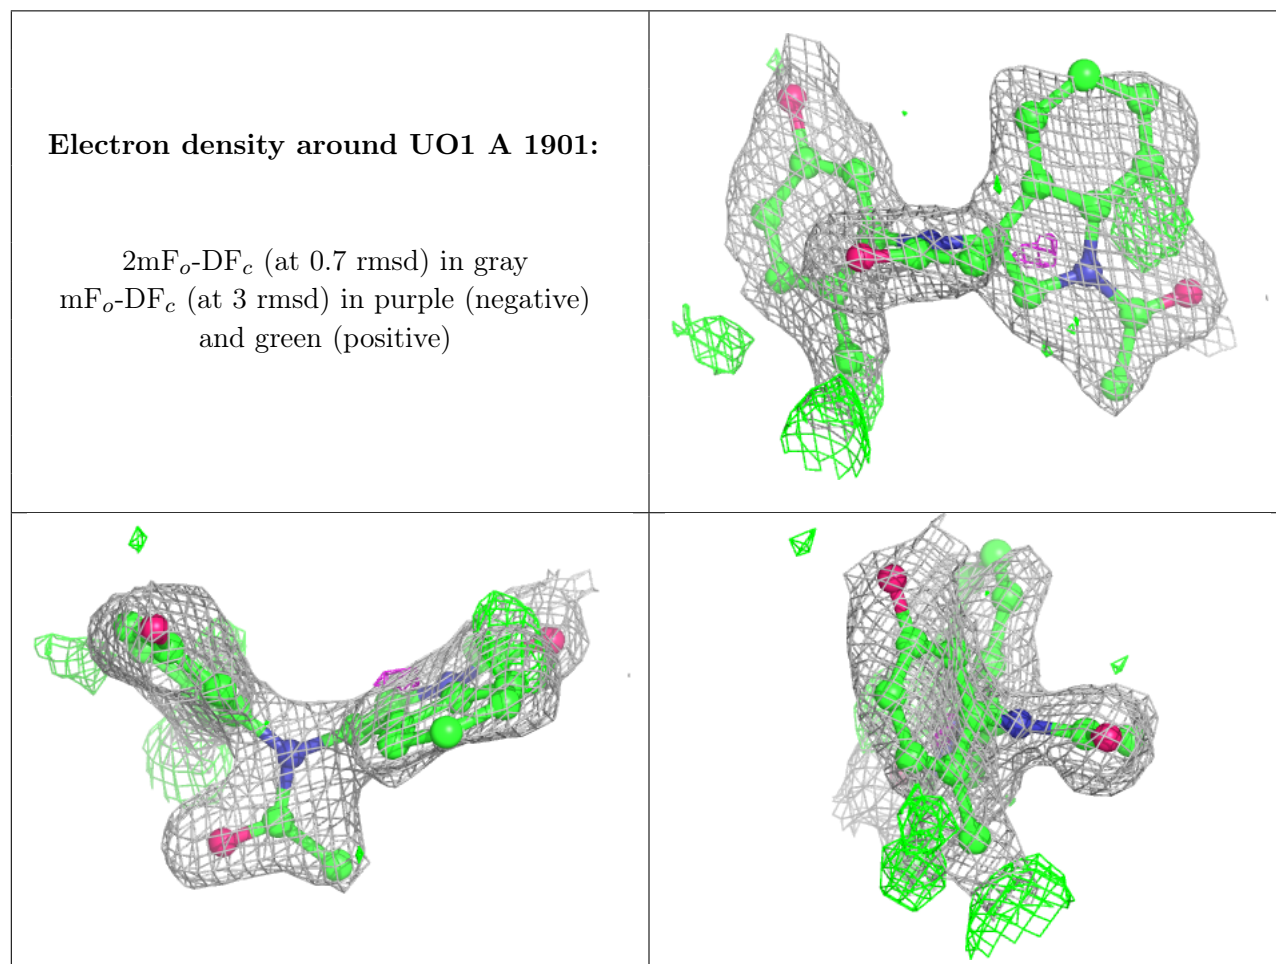 Electron density around UO1 A 1901:
2mFo-DFc (at 0.7 rmsd) in gray
mFo-DFc (at 3 rmsd) in purple (negative)
and green (positive)